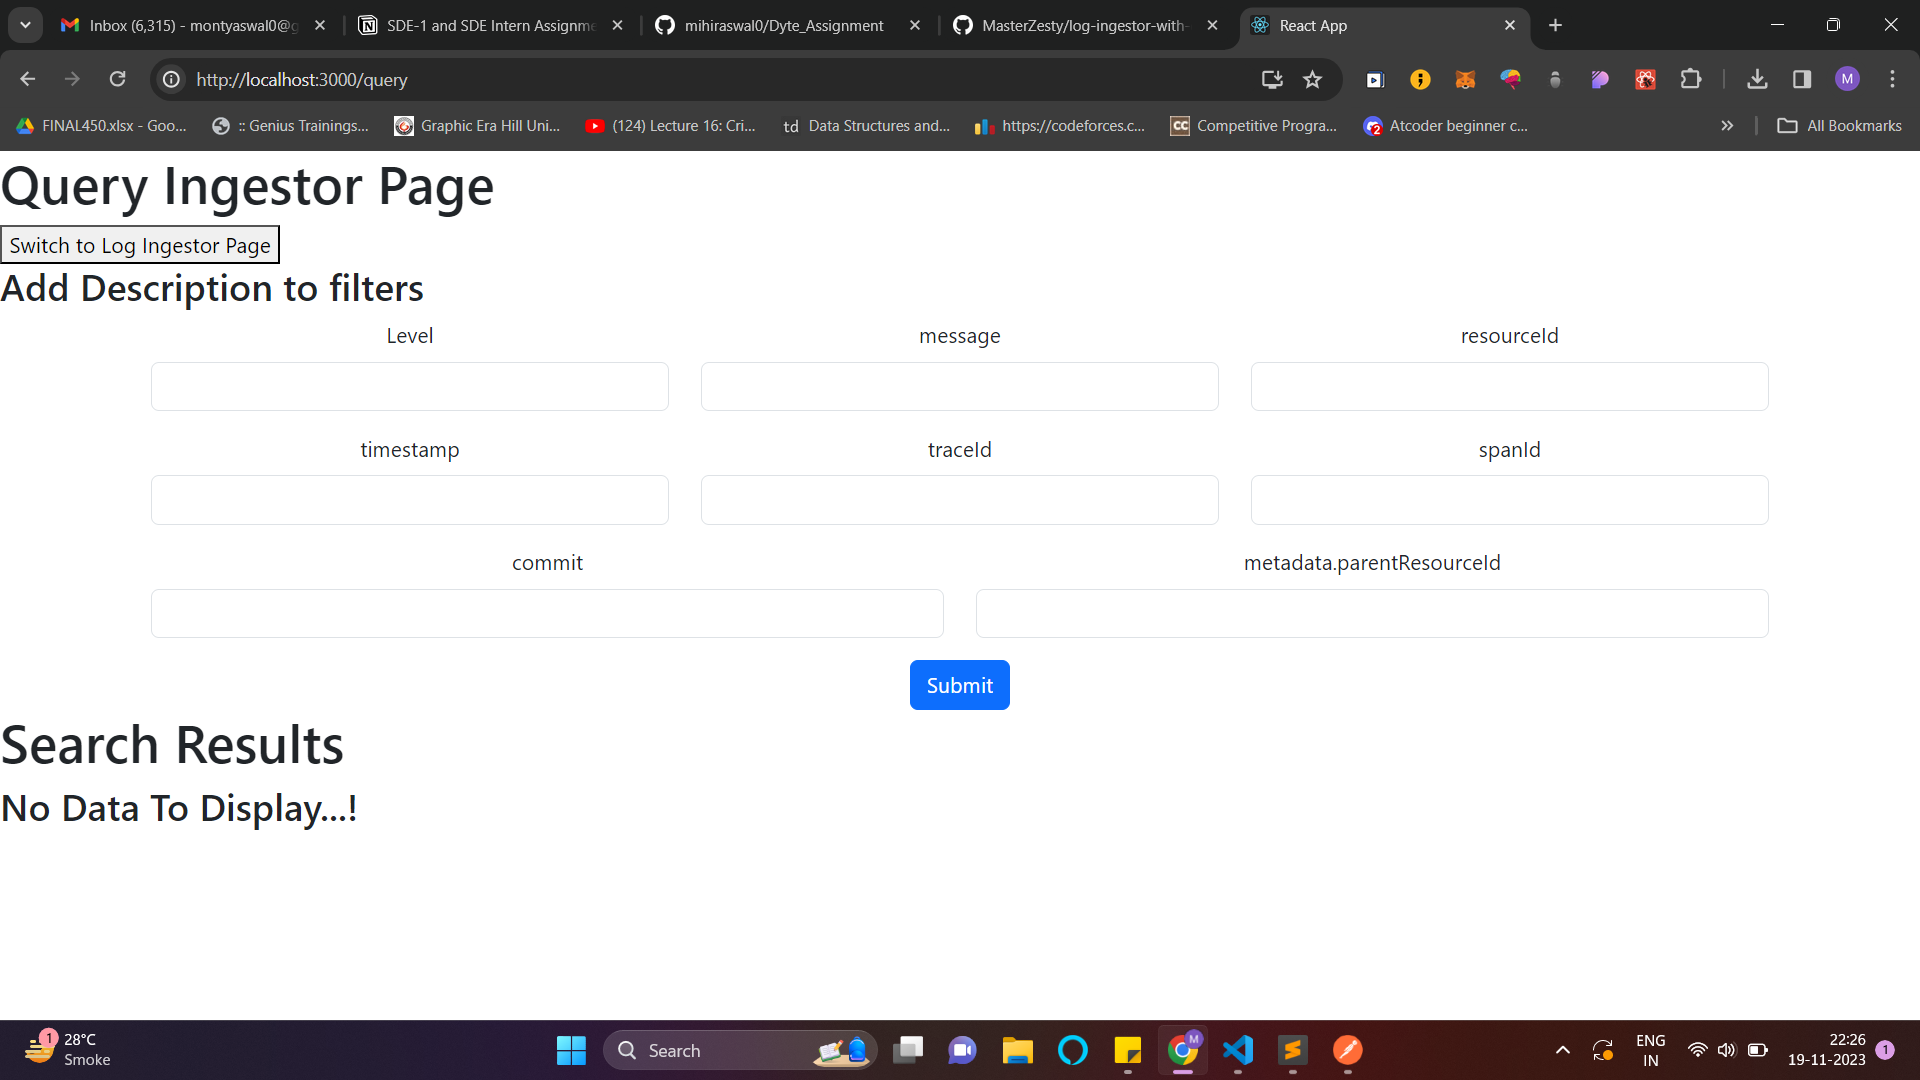 Inbox (6,315) - montyaswal0@g
SDE-1 and SDE Intern Assignme
mihiraswal0/Dyte_Assignment
MasterZesty/log-ingestor-with-
React App
http://localhost:3000/query
M
FINAL450.xlsx - Goo...
:: Genius Trainings...
Graphic Era Hill Uni...
(124) Lecture 16: Cri...
td Data Structures and...
https://codeforces.c...
CC Competitive Progra...
2 Atcoder beginner c...
All Bookmarks
Query Ingestor Page
Switch to Log Ingestor Page
Add Description to filters
Level message resourceId
timestamp traceId spanId
commit metadata.parentResourceId
Submit
Search Results
No Data To Display...!
1
28°C
Smoke
Search
M
ENG
IN
22:26
19-11-2023
1